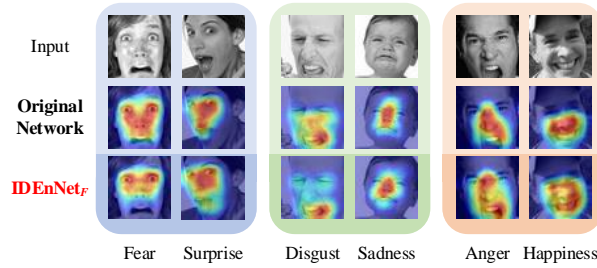 Input
Original
Network
IDEnNetF
Fear Surprise Disgust Sadness Anger Happiness